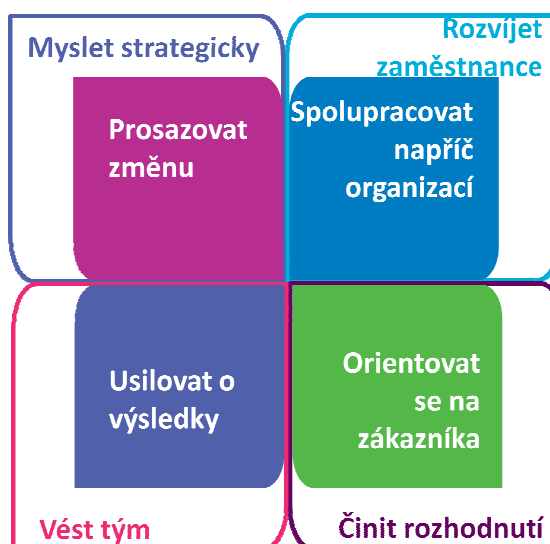 Myslet strategicky
Rozvíjet
zaměstnance
Prosazovat
změnu
Spolupracovat
napříč
organizací
Usilovat o
výsledky
Orientovat
se na
zákazníka
Vést tým
Činit rozhodnutí